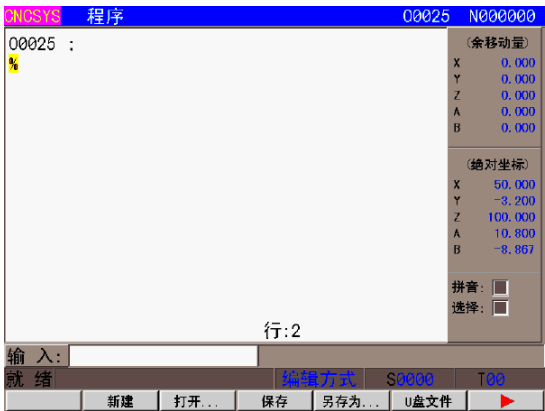 CNCSYS 程序 O0025 N000000
O0025 :
%
行:2
(余移动量)
X 0.000
Y 0.000
Z 0.000
A 0.000
B 0.000
(绝对坐标)
X 50.000
Y -3.200
Z 100.000
A 10.800
B -8.867
拼音:
选择:
输 入:
就 绪 编辑方式 S0000 T00
新建 打开... 保存 另存为... U盘文件